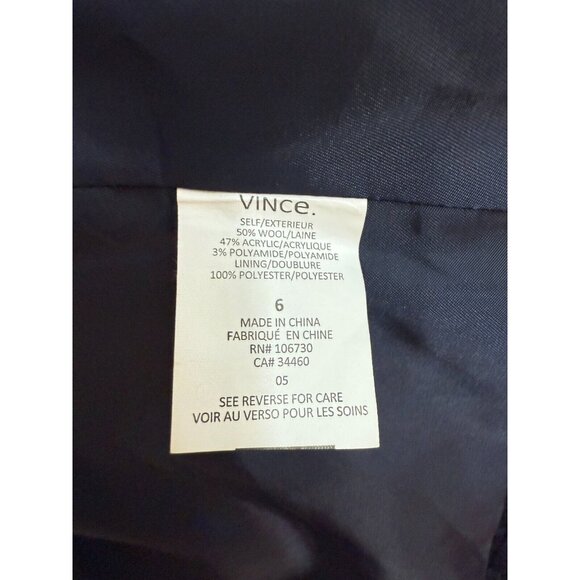 VINCe.
SELF/EXTERIEUR
50% WOOL/LAINE
47% ACRYLIC/ACRYLIQUE
3% POLYAMIDE/POLYAMIDE
LINING/DOUBLURE
100% POLYESTER/POLYESTER
6
MADE IN CHINA
FABRIQUÉ EN CHINE
RN# 106730
CA# 34460
05
SEE REVERSE FOR CARE
VOIR AU VERSO POUR LES SOINS